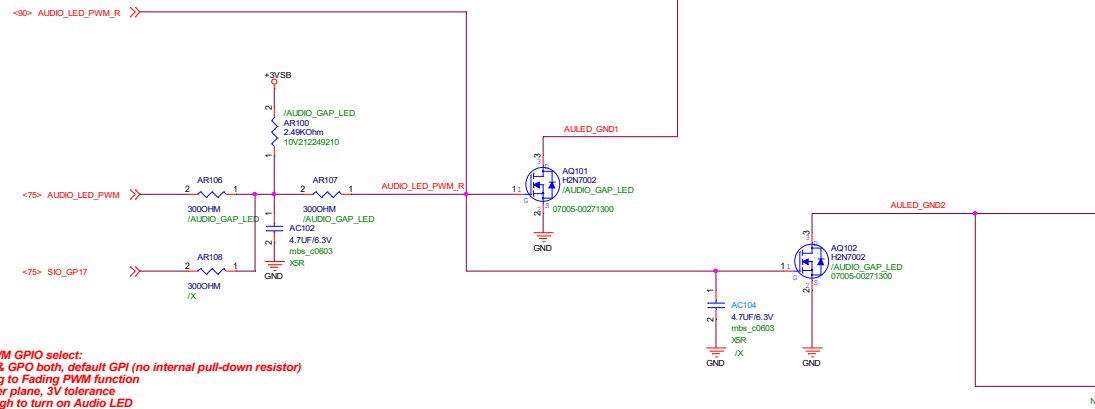 <90> AUDIO_LED_PWM_R
+3VSB
2
/AUDIO_GAP_LED
AR100
2.49KOhm
10V212249210
1
AULED_GND1
<75> AUDIO_LED_PWM
2 AR106 1
300OHM
/AUDIO_GAP_LED
2 AR107 1
300OHM
/AUDIO_GAP_LED
AUDIO_LED_PWM_R
1 1
G
3
D
S
2
AQ101
H2N7002
/AUDIO_GAP_LED
07005-00271300
GND
1
2
AC102
4.7UF/6.3V
mbs_c0603
X5R
GND
<75> SIO_GP17
2 AR108 1
300OHM
/X
AULED_GND2
1 1
G
3
D
S
2
AQ102
H2N7002
/AUDIO_GAP_LED
07005-00271300
GND
1
2
AC104
4.7UF/6.3V
mbs_c0603
X5R
/X
GND
GPIO select:
& GPO both, default GPI (no internal pull-down resistor)
to Fading PWM function
plane, 3V tolerance
to turn on Audio LED
N